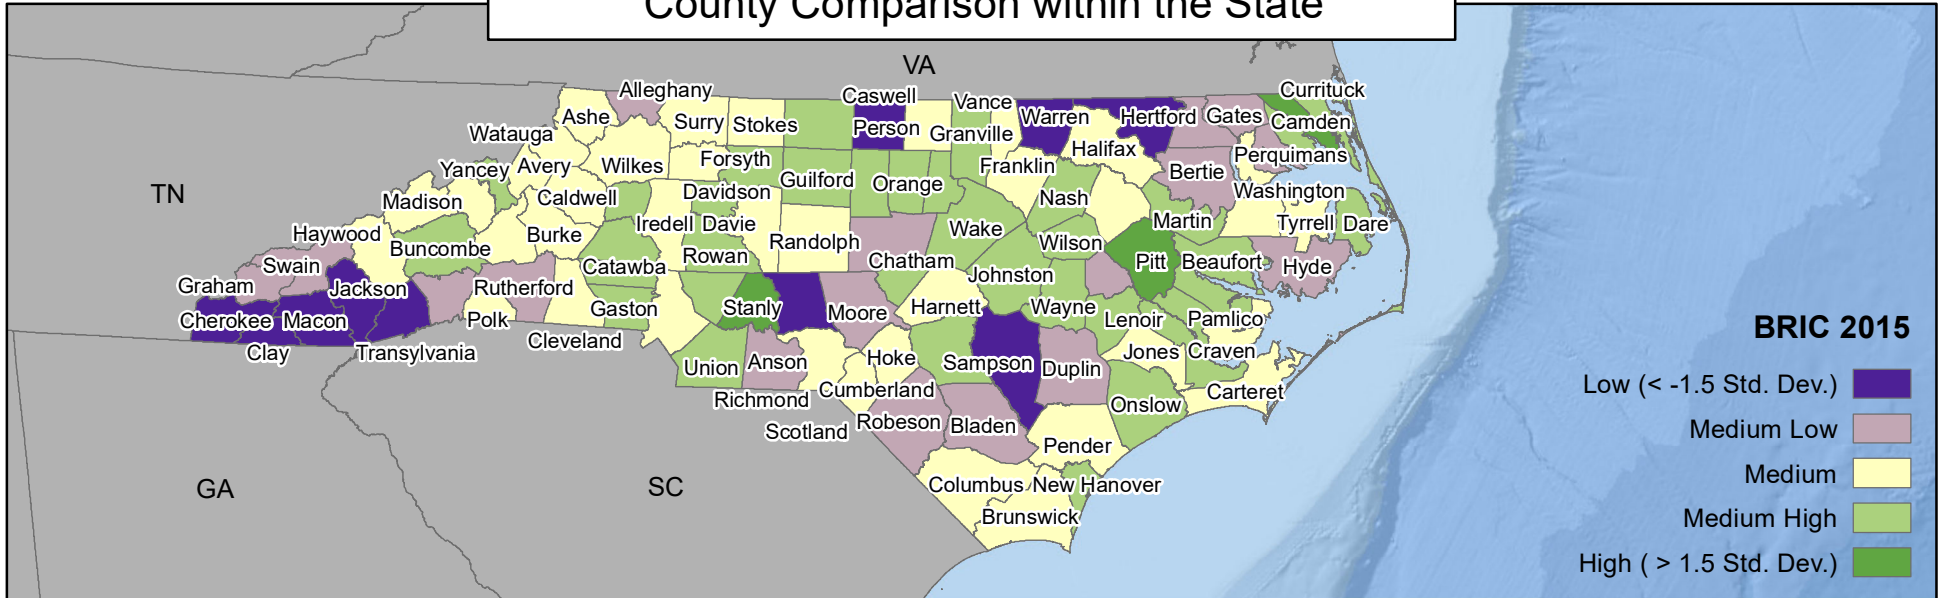 County Comparison within the State
VA
TN
GA
SC
Alleghany
Ashe
Surry
Stokes
Caswell
Person
Vance
Granville
Warren
Hertford
Gates
Currituck
Camden
Watauga
Avery
Wilkes
Forsyth
Yancey
Guilford
Orange
Franklin
Halifax
Perquimans
Bertie
Madison
Caldwell
Davidson
Nash
Washington
Iredell
Davie
Martin
Tyrrell
Dare
Haywood
Buncombe
Burke
Randolph
Wake
Wilson
Swain
Catawba
Rowan
Chatham
Johnston
Pitt
Beaufort
Hyde
Graham
Jackson
Rutherford
Gaston
Stanly
Moore
Harnett
Wayne
Lenoir
Pamlico
Cherokee
Macon
Polk
Cleveland
Clay
Transylvania
Union
Anson
Hoke
Sampson
Duplin
Jones
Craven
Richmond
Cumberland
Onslow
Carteret
Scotland
Robeson
Bladen
Pender
Columbus
New Hanover
Brunswick
BRIC 2015
Low (< -1.5 Std. Dev.)
Medium Low
Medium
Medium High
High ( > 1.5 Std. Dev.)